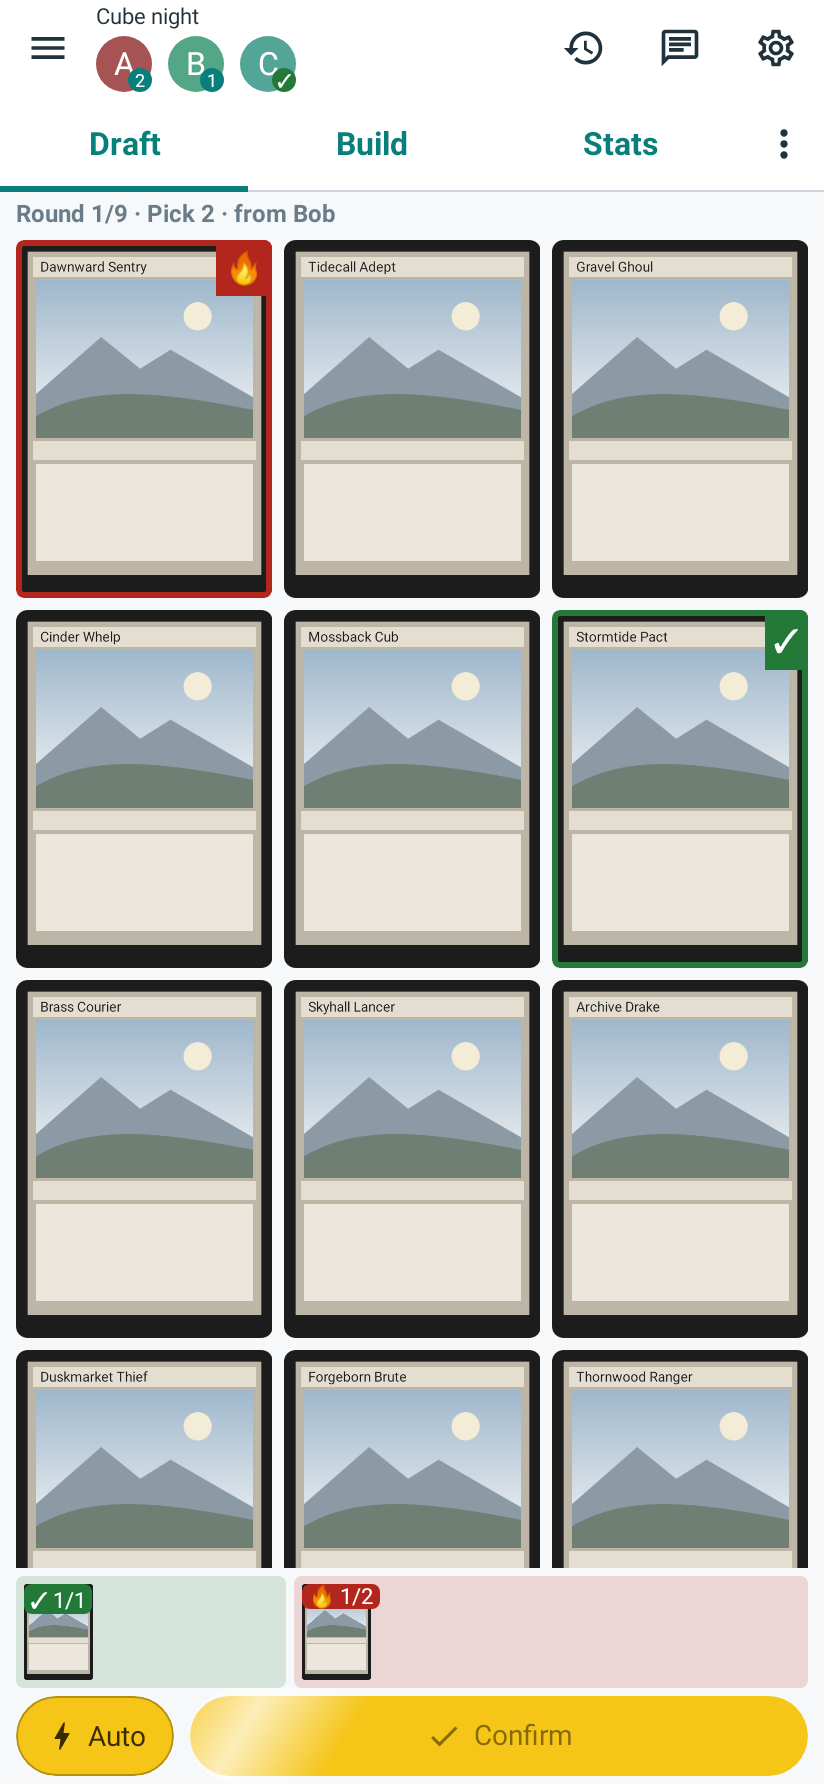 Cube night
A 2 B 1 C ✓
Draft Build Stats
Round 1/9 · Pick 2 · from Bob
Dawnward Sentry 🔥 Tidecall Adept Gravel Ghoul
Cinder Whelp Mossback Cub Stormtide Pact ✓
Brass Courier Skyhall Lancer Archive Drake
Duskmarket Thief Forgeborn Brute Thornwood Ranger
✓ 1/1 🔥 1/2
Auto ✓ Confirm